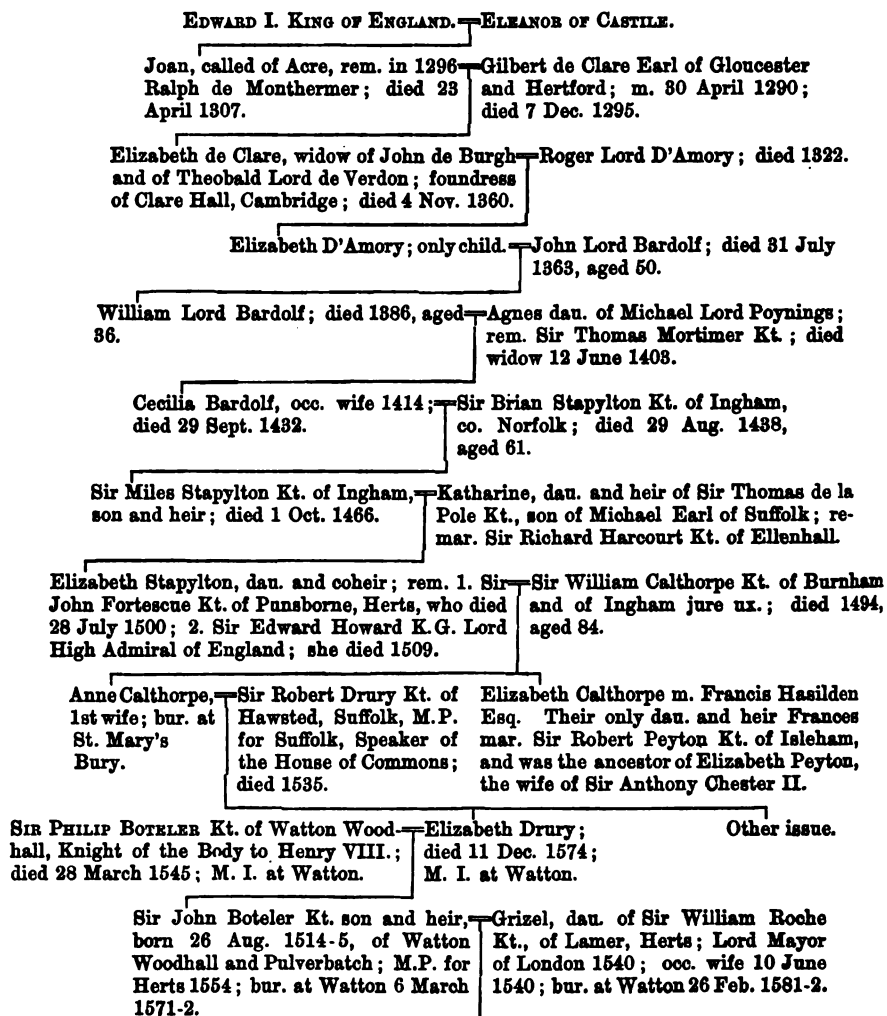 EDWARD I. KING OF ENGLAND.
ELEANOR OF CASTILE.
Joan, called of Acre, rem. in 1296
Ralph de Monthermer; died 23
April 1307.
Gilbert de Clare Earl of Gloucester
and Hertford; m. 30 April 1290;
died 7 Dec. 1295.
Elizabeth de Clare, widow of John de Burgh
and of Theobald Lord de Verdon; foundress
of Clare Hall, Cambridge; died 4 Nov. 1360.
Roger Lord D'Amory; died 1322.
Elizabeth D'Amory; only child.
John Lord Bardolf; died 31 July
1363, aged 50.
William Lord Bardolf; died 1386, aged
36.
Agnes dau. of Michael Lord Poynings;
rem. Sir Thomas Mortimer Kt.; died
widow 12 June 1403.
Cecilia Bardolf, occ. wife 1414;
died 29 Sept. 1432.
Sir Brian Stapylton Kt. of Ingham,
co. Norfolk; died 29 Aug. 1438,
aged 61.
Sir Miles Stapylton Kt. of Ingham,
son and heir; died 1 Oct. 1466.
Katharine, dau. and heir of Sir Thomas de la
Pole Kt., son of Michael Earl of Suffolk; re-
mar. Sir Richard Harcourt Kt. of Ellenhall
Elizabeth Stapylton, dau. and coheir; rem. 1. Sir
John Fortescue Kt. of Punsborne, Herts, who died
28 July 1500; 2. Sir Edward Howard K.G. Lord
High Admiral of England; she died 1509.
Sir William Calthorpe Kt. of Burnham
and of Ingham jure ux.; died 1494,
aged 84.
Anne Calthorpe,
1st wife; bur. at
St. Mary's
Bury.
Sir Robert Drury Kt. of
Hawsted, Suffolk, M.P.
for Suffolk, Speaker of
the House of Commons;
died 1535.
Elizabeth Calthorpe m. Francis Hasilden
Esq. Their only dau. and heir Frances
mar. Sir Robert Peyton Kt. of Isleham,
and was the ancestor of Elizabeth Peyton,
the wife of Sir Anthony Chester II.
SIR PHILIP BOTELER Kt. of Watton Wood-
hall, Knight of the Body to Henry VIII.;
died 28 March 1545; M. I. at Watton.
Elizabeth Drury;
died 11 Dec. 1574;
M. I. at Watton.
Other issue.
Sir John Boteler Kt. son and heir,
born 26 Aug. 1514-5, of Watton
Woodhall and Pulverbatch; M.P. for
Herts 1554; bur. at Watton 6 March
1571-2.
Grizel, dau. of Sir William Roche
Kt., of Lamer, Herts; Lord Mayor
of London 1540; occ. wife 10 June
1540; bur. at Watton 26 Feb. 1581-2.